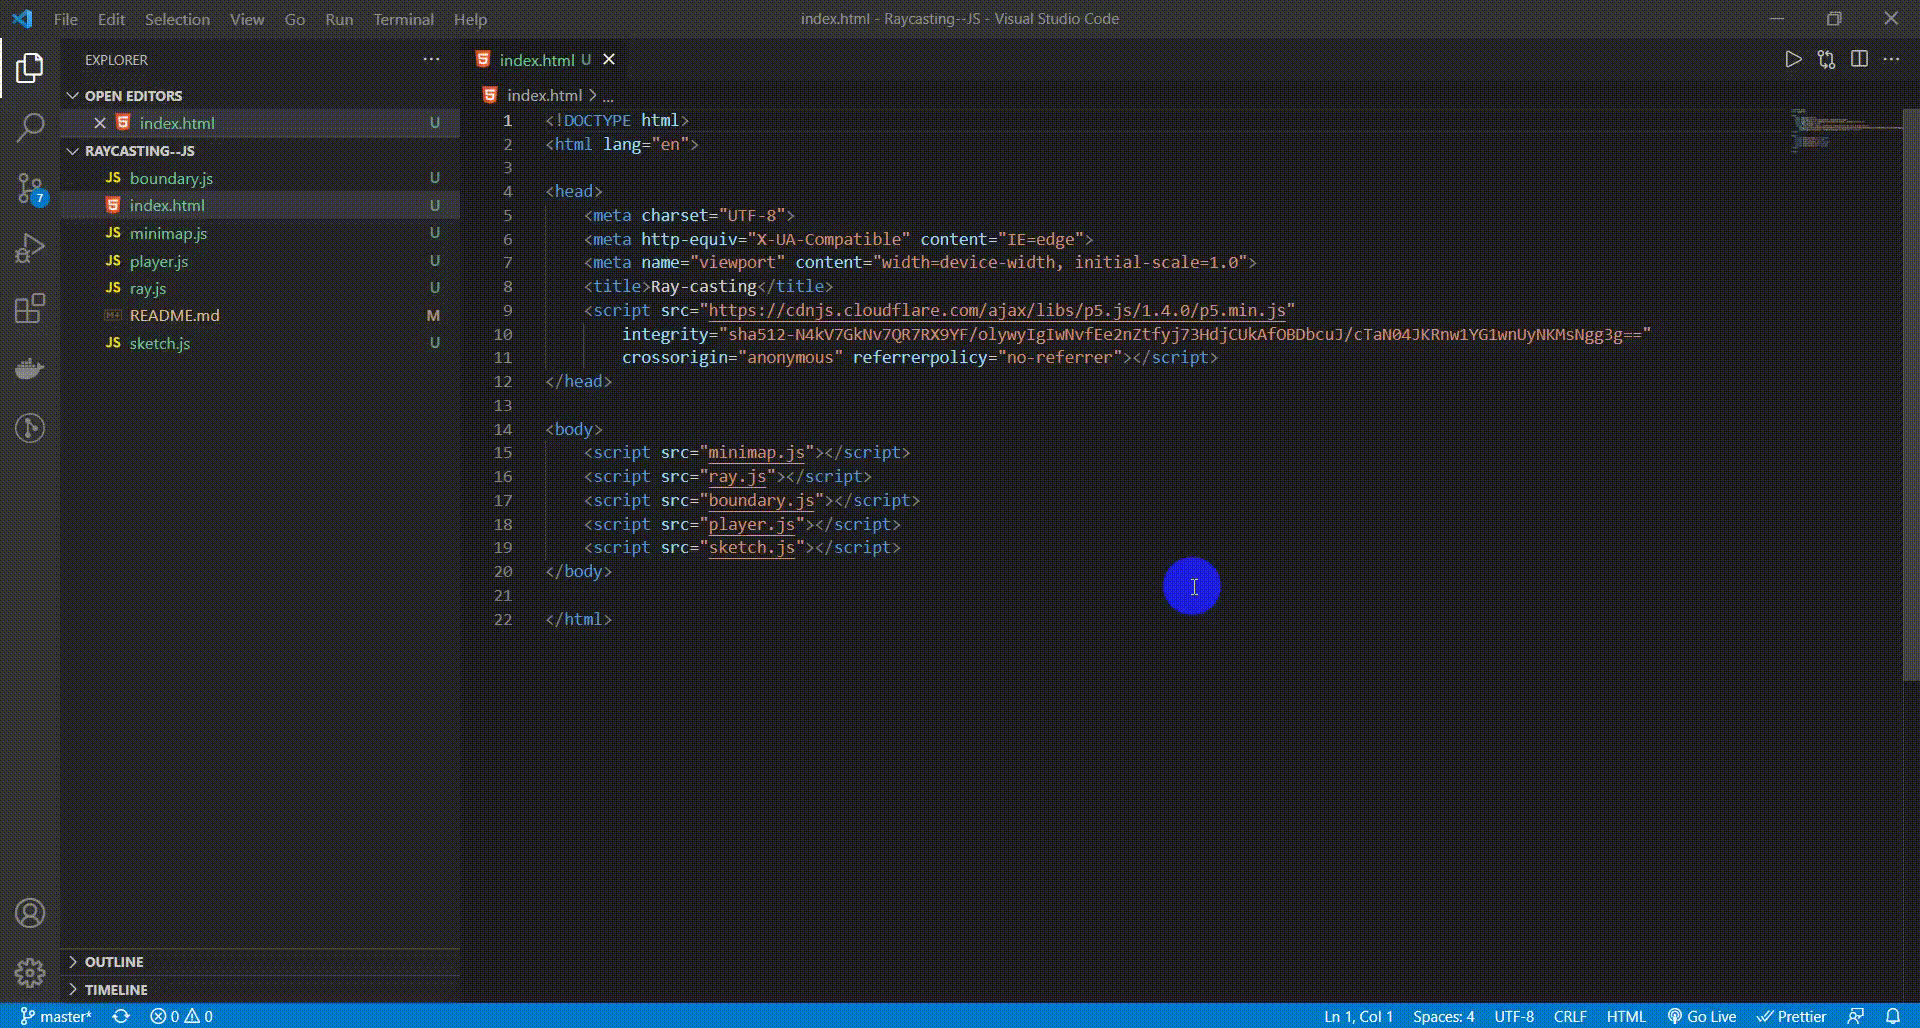 File Edit Selection View Go Run Terminal Help index.html - Raycasting--JS - Visual Studio Code
EXPLORER
OPEN EDITORS
index.html U
RAYCASTING--JS
boundary.js U
index.html U
minimap.js U
player.js U
ray.js U
README.md M
sketch.js U
7
OUTLINE
TIMELINE
index.html U
index.html > ...
1 <!DOCTYPE html>
2 <html lang="en">
3
4 <head>
5 <meta charset="UTF-8">
6 <meta http-equiv="X-UA-Compatible" content="IE=edge">
7 <meta name="viewport" content="width=device-width, initial-scale=1.0">
8 <title>Ray-casting</title>
9 <script src="https://cdnjs.cloudflare.com/ajax/libs/p5.js/1.4.0/p5.min.js"
10 integrity="sha512-N4kV7GkNv7QR7RX9YF/olywyIgIwNvfEe2nZtfyj73HdjCUkAfOBDbcuJ/cTaN04JKRnw1YG1wnUyNKMsNgg3g=="
11 crossorigin="anonymous" referrerpolicy="no-referrer"></script>
12 </head>
13
14 <body>
15 <script src="minimap.js"></script>
16 <script src="ray.js"></script>
17 <script src="boundary.js"></script>
18 <script src="player.js"></script>
19 <script src="sketch.js"></script>
20 </body>
21
22 </html>
master* 0 0 Ln 1, Col 1 Spaces: 4 UTF-8 CRLF HTML Go Live Prettier